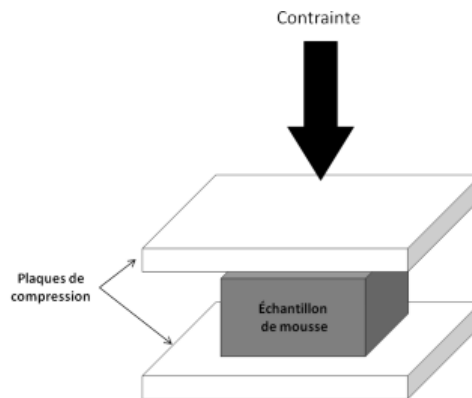 Contrainte
Plaques de
compression
Échantillon
de mousse